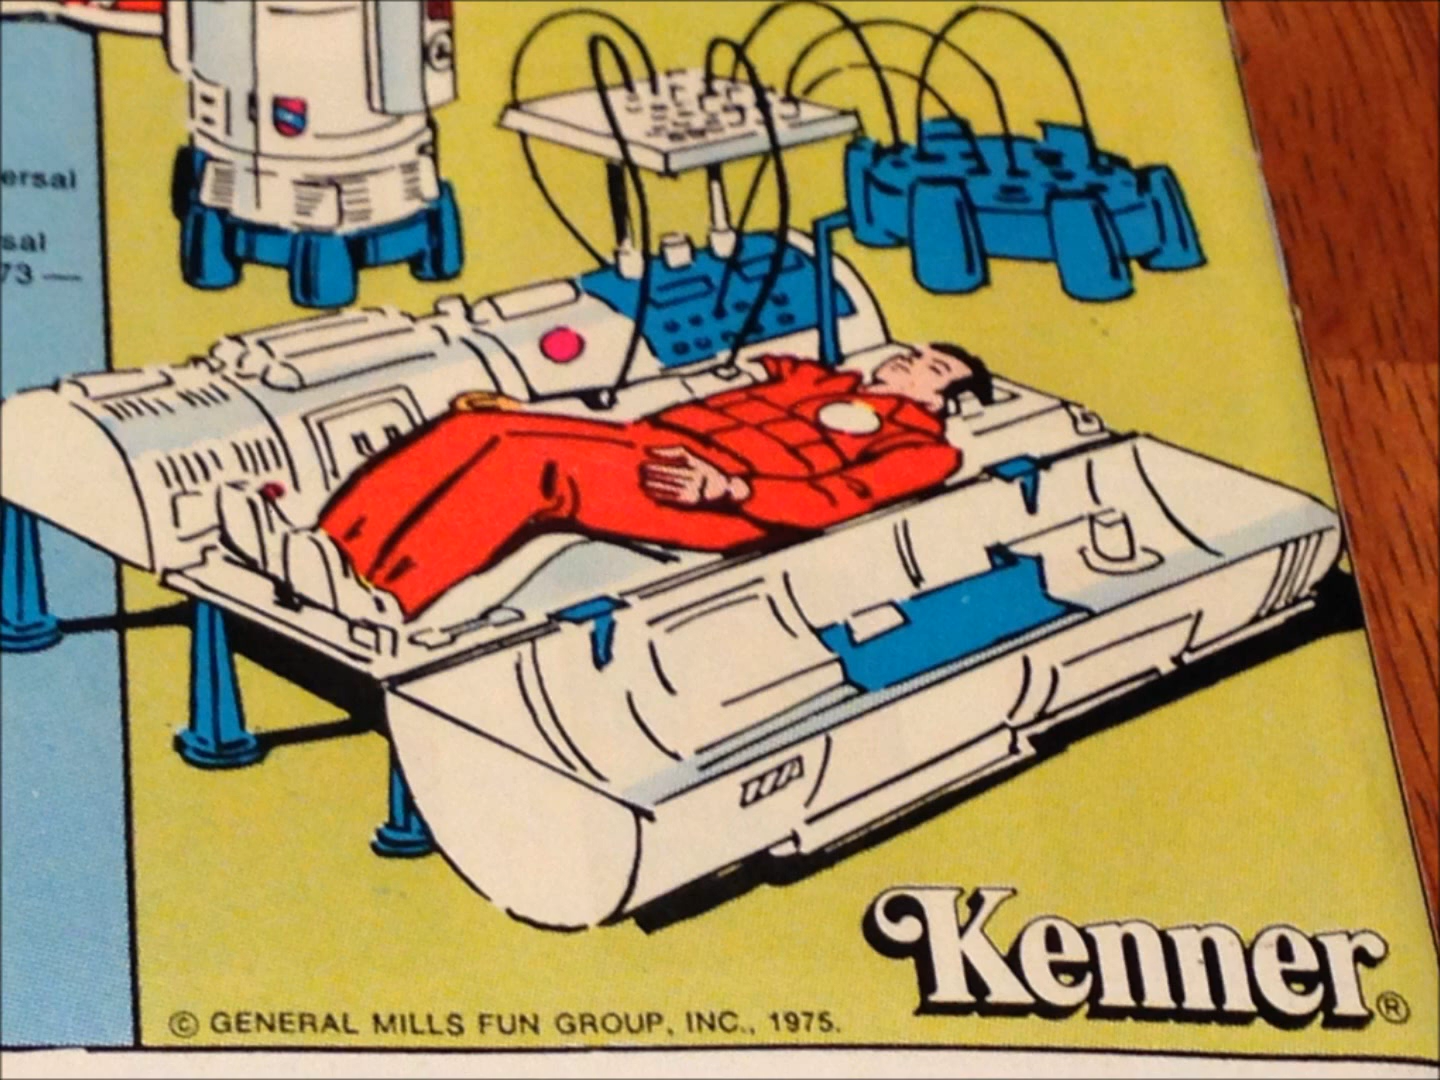 ersal
sal
73 —
Kenner®
© GENERAL MILLS FUN GROUP, INC., 1975.